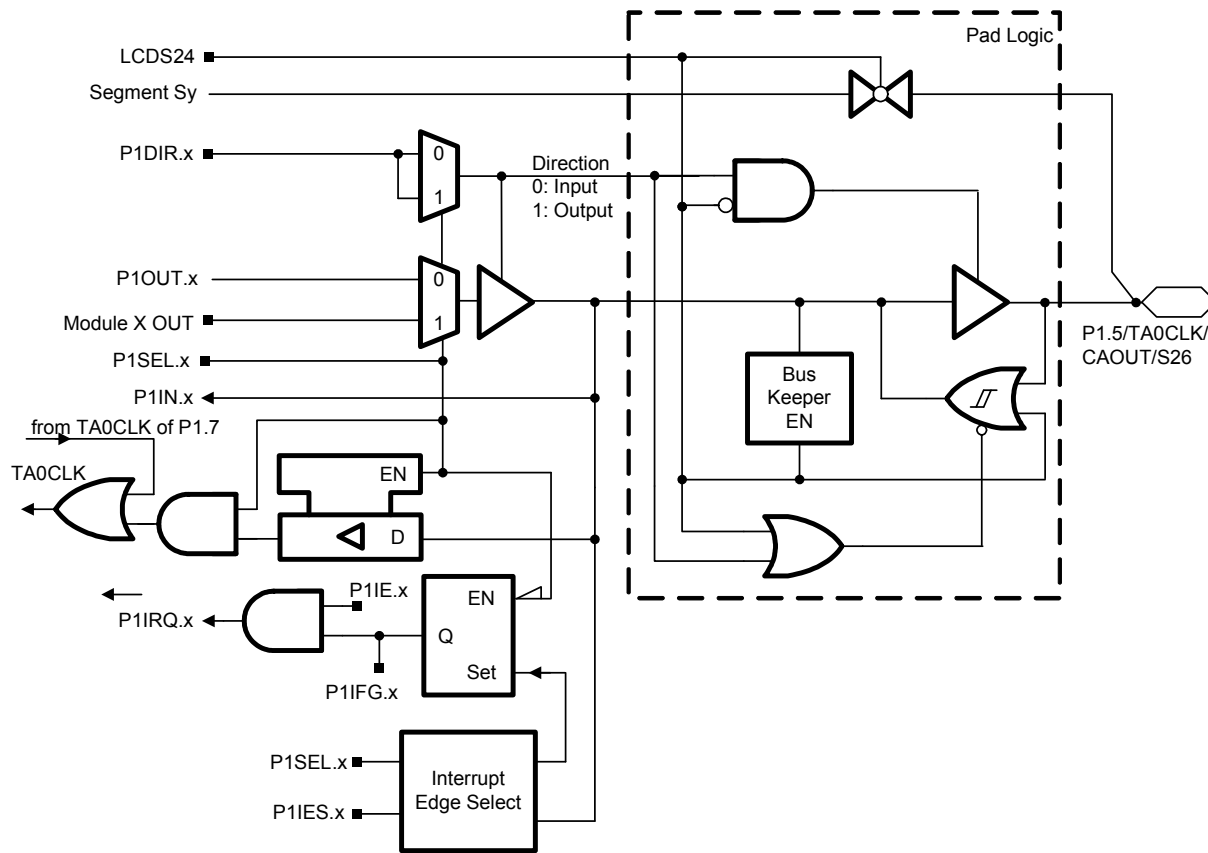 Pad Logic
LCDS24
Segment Sy
P1DIR.x
0
1
Direction
0: Input
1: Output
P1OUT.x
0
Module X OUT
1
P1SEL.x
P1IN.x
P1.5/TA0CLK/
CAOUT/S26
Bus
Keeper
EN
from TA0CLK of P1.7
TA0CLK
EN
D
P1IE.x
EN
P1IRQ.x
Q
Set
P1IFG.x
P1SEL.x
Interrupt
Edge Select
P1IES.x